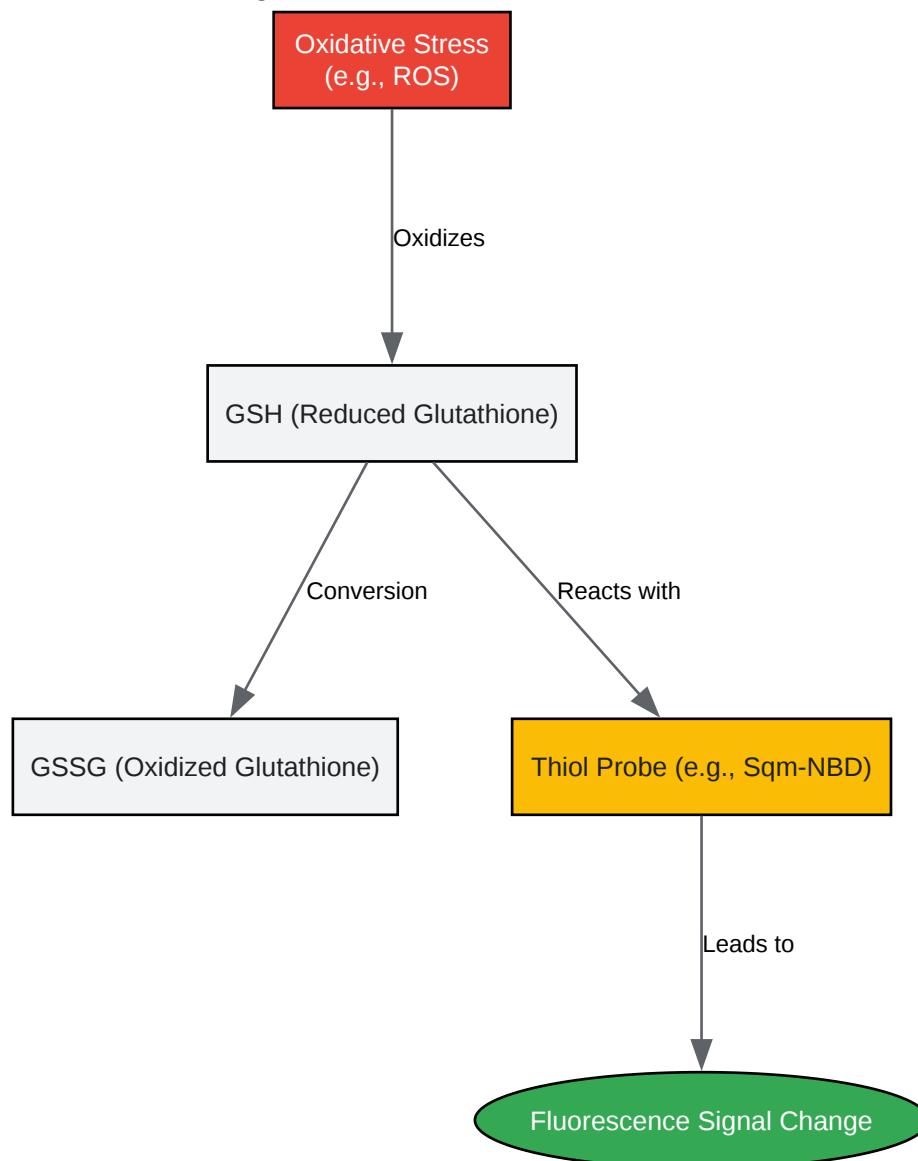 Oxidative Stress
(e.g., ROS)
Oxidizes
GSH (Reduced Glutathione)
Conversion
Reacts with
GSSG (Oxidized Glutathione)
Thiol Probe (e.g., Sqm-NBD)
Leads to
Fluorescence Signal Change